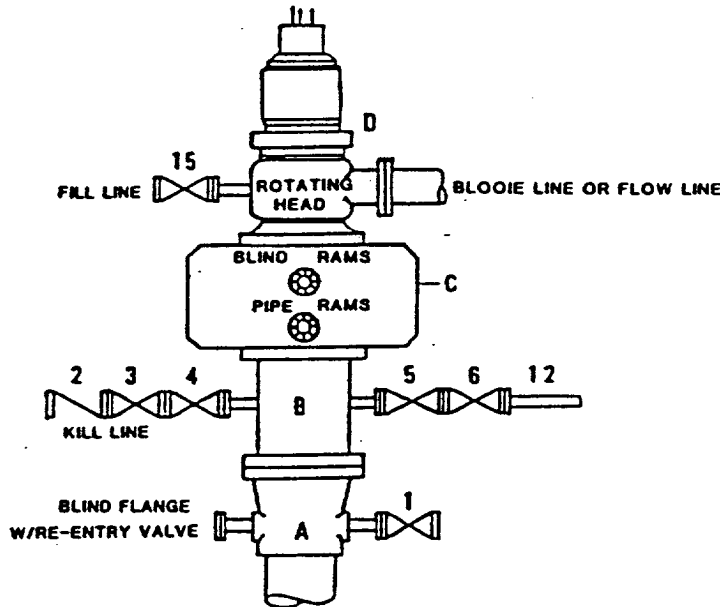 D
15
FILL LINE
ROTATING
HEAD
BLOOIE LINE OR FLOW LINE
BLIND RAMS
C
PIPE RAMS
2 3 4
5 6 12
B
KILL LINE
BLIND FLANGE
W/RE-ENTRY VALVE
A
1